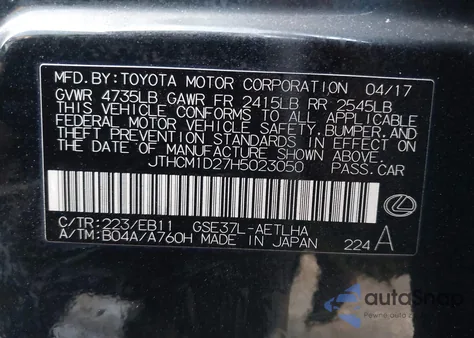 MFD.BY:TOYOTA MOTOR CORPORATION 04/17
GVWR 4735LB GAWR FR 2415LB RR 2545LB
THIS VEHICLE CONFORMS TO ALL APPLICABLE
FEDERAL MOTOR VEHICLE SAFETY,BUMPER,AND
THEFT PREVENTION STANDARDS IN EFFECT ON
THE DATE OF MANUFACTURE SHOWN ABOVE.
JTHCM1D27H5023050 PASS.CAR
C/TR:223/EB11 GSE37L-AETLHA
A/TM:B04A/A760H MADE IN JAPAN 224 A
autoSnap
Pewne auto z